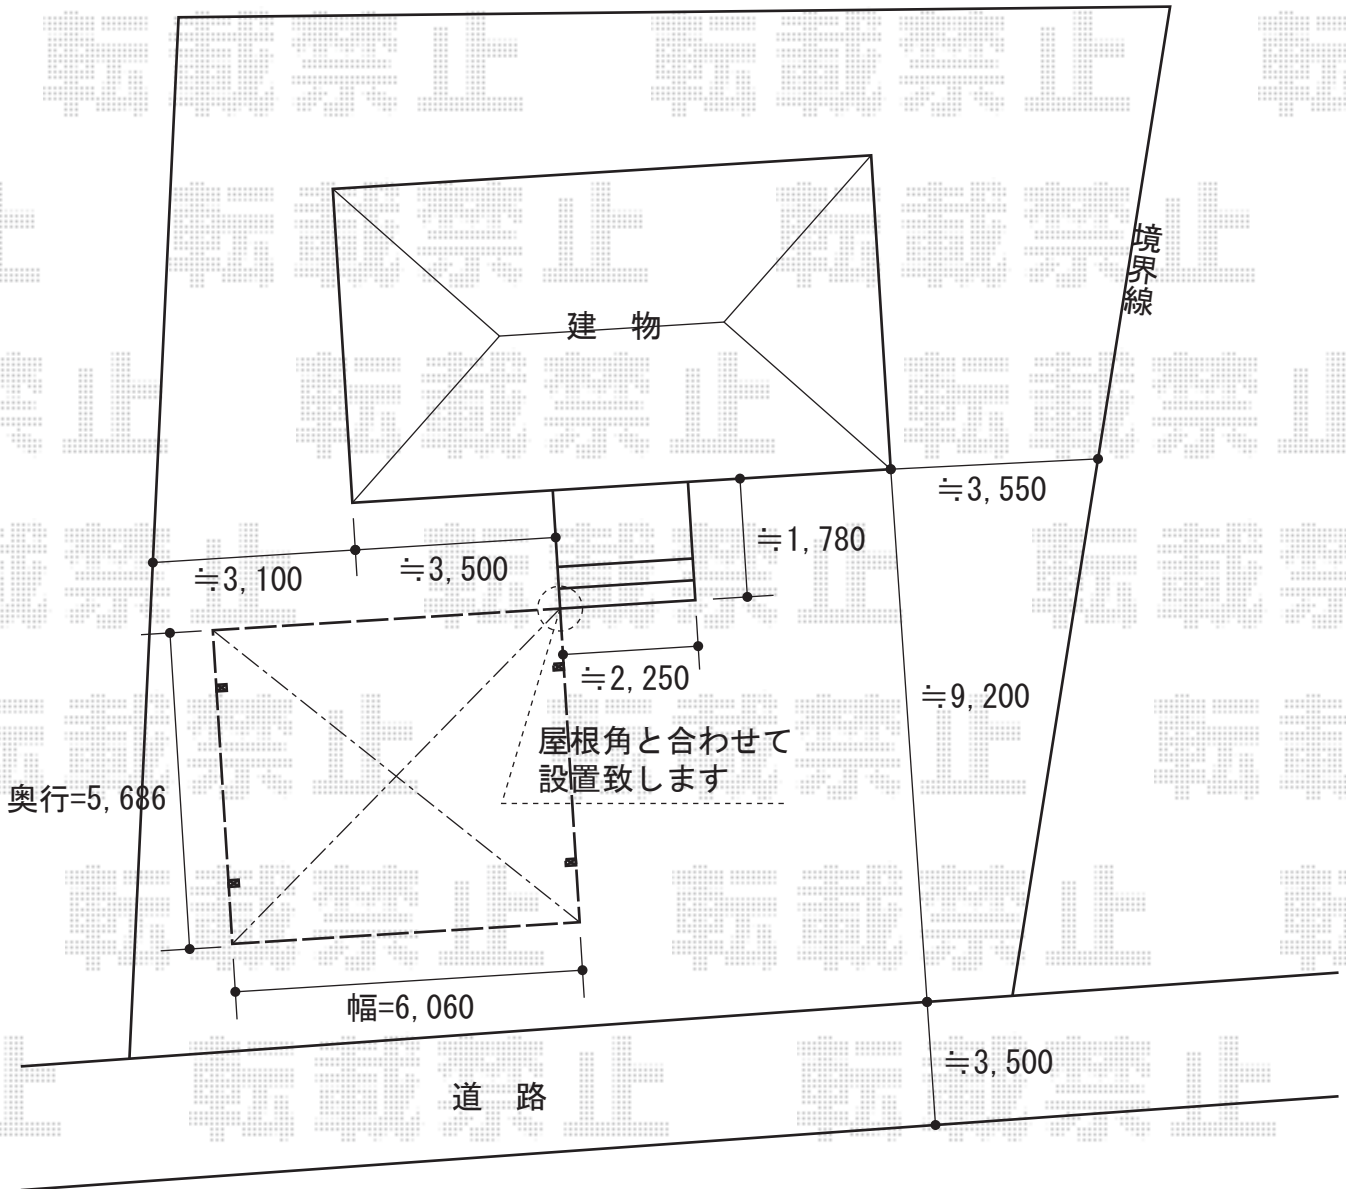 転載禁止
建 物
境界線
≒3,550
≒1,780
≒3,100
≒3,500
≒2,250
≒9,200
屋根角と合わせて
設置致します
奥行=5,686
幅=6,060
≒3,500
道 路